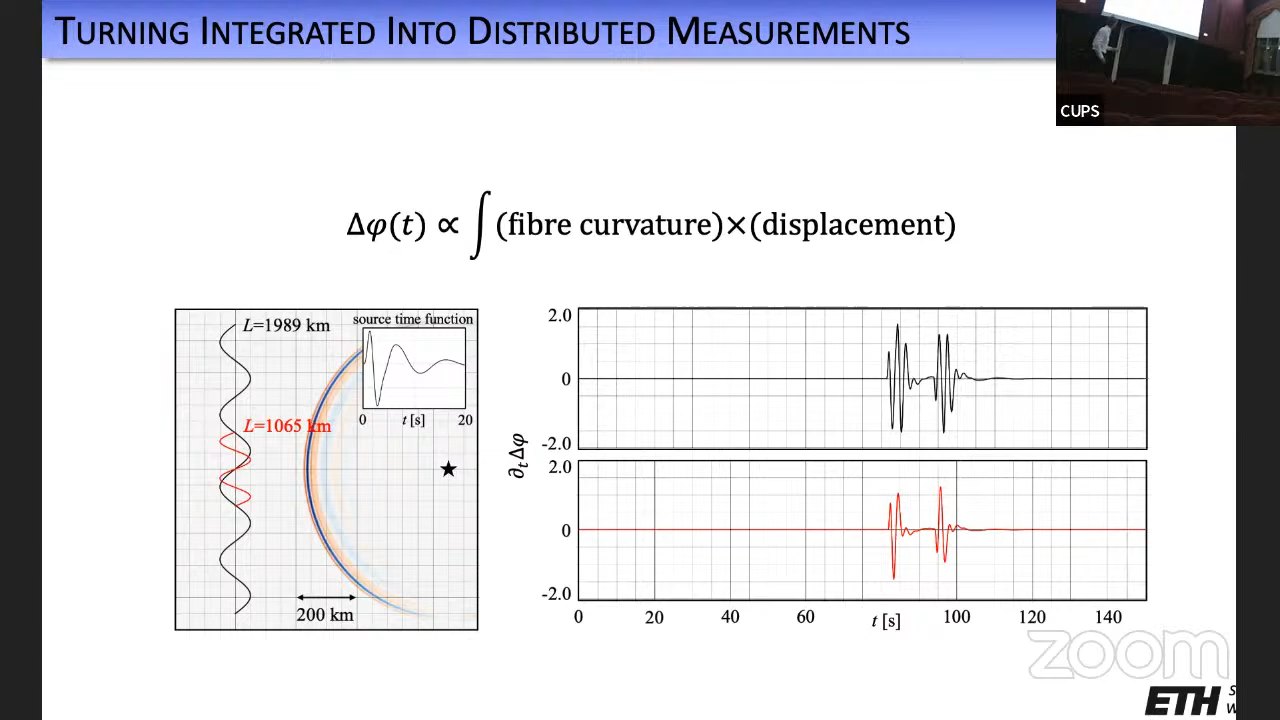 TURNING INTEGRATED INTO DISTRIBUTED MEASUREMENTS
CUPS
Δφ(t) ∝ ∫(fibre curvature)×(displacement)
L=1989 km
source time function
0 t [s] 20
L=1065 km
200 km
∂tΔφ
2.0
0
-2.0
2.0
0
-2.0
0 20 40 60 t [s] 100 120 140
zoom
ETH